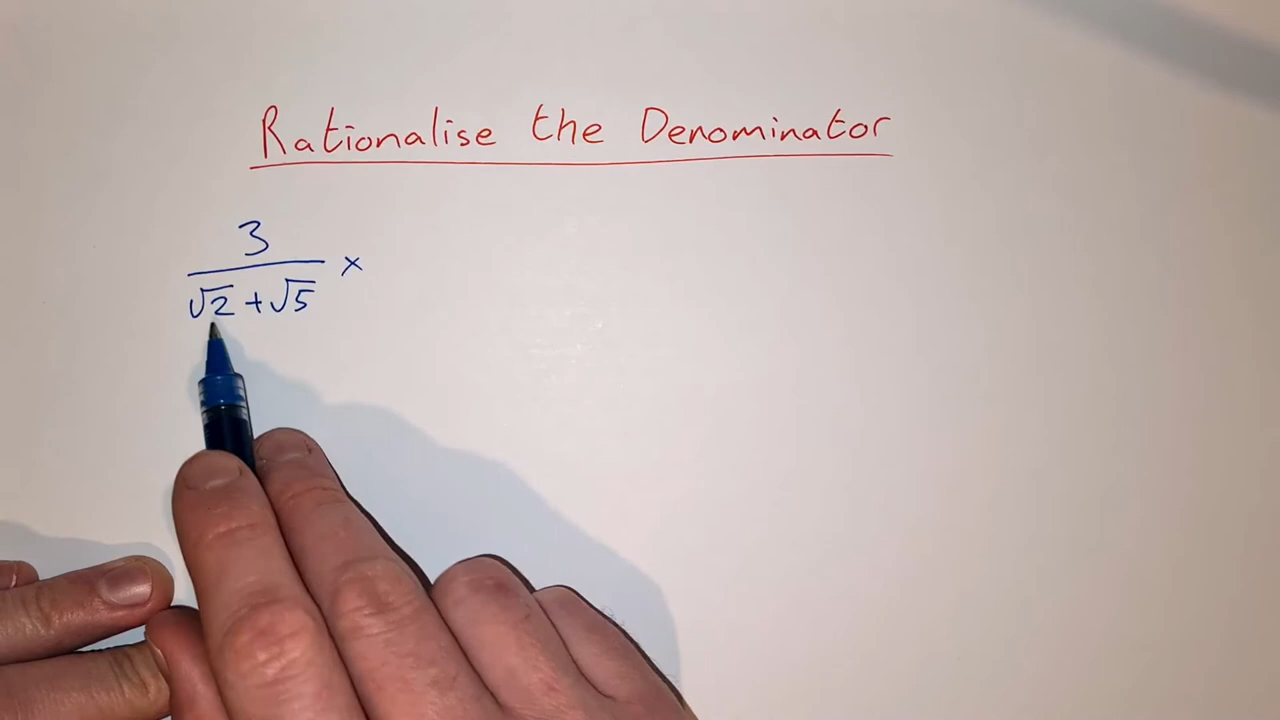 Rationalise the Denominator
3
×
√2 + √5